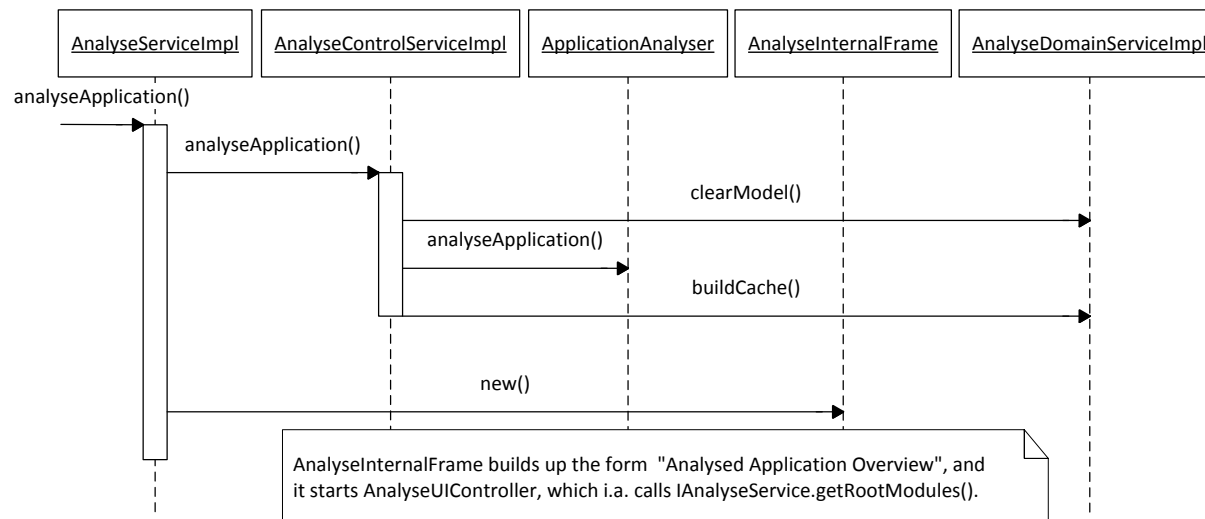 AnalyseServiceImpl
AnalyseControlServiceImpl
ApplicationAnalyser
AnalyseInternalFrame
AnalyseDomainServiceImpl
analyseApplication()
analyseApplication()
clearModel()
analyseApplication()
buildCache()
new()
AnalyseInternalFrame builds up the form "Analysed Application Overview", and
it starts AnalyseUIController, which i.a. calls IAnalyseService.getRootModules().